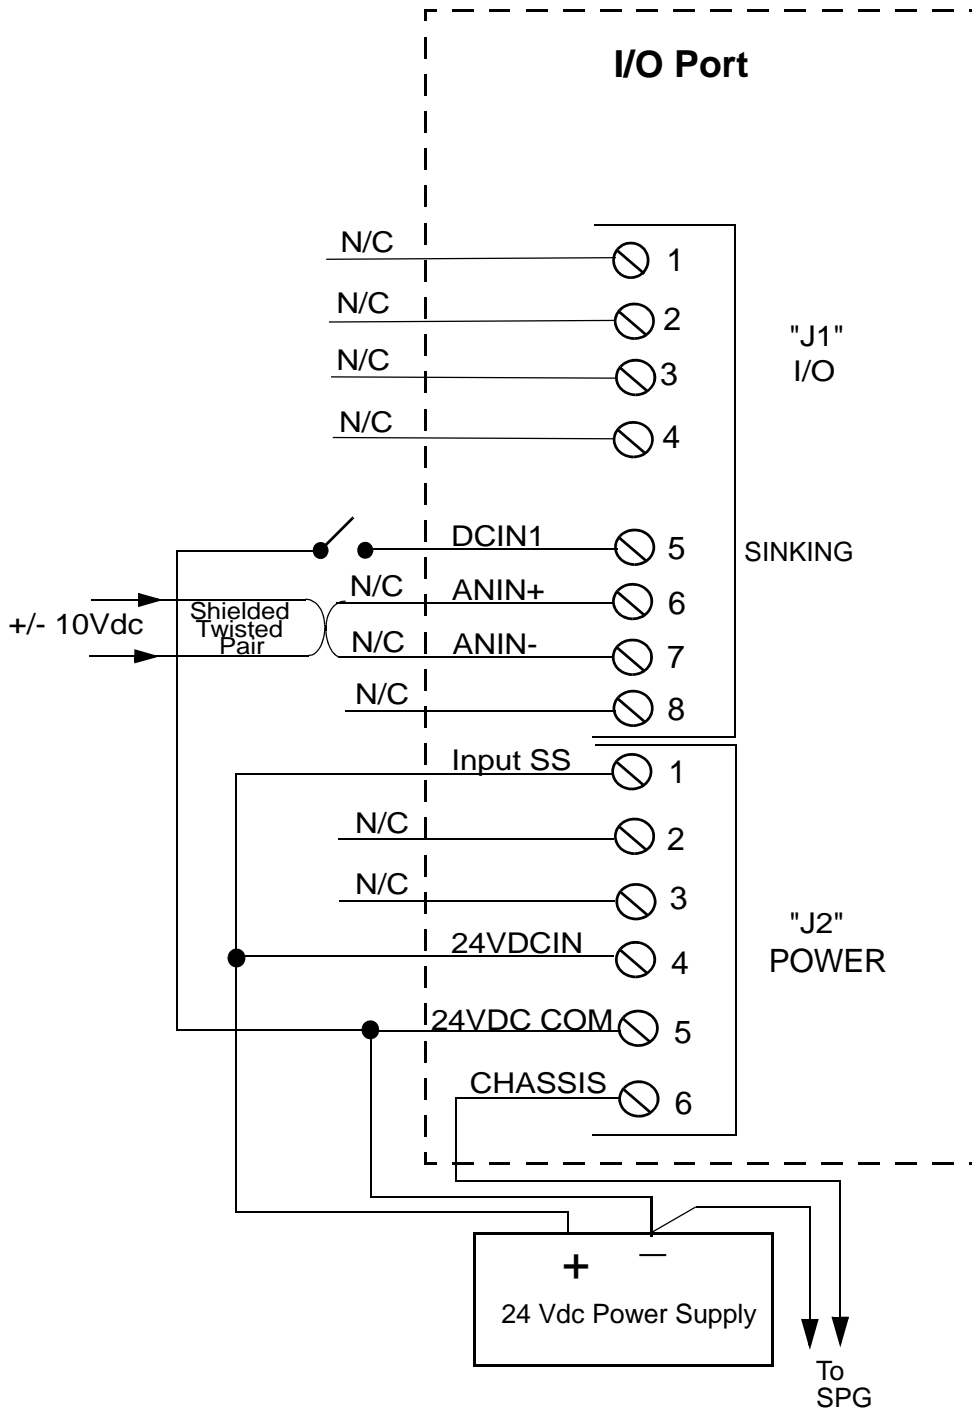 I/O Port
N/C
1
N/C
2
"J1"
I/O
N/C
3
N/C
4
DCIN1
5
SINKING
N/C
ANIN+
6
+/- 10Vdc
Shielded
Twisted
Pair
N/C
ANIN-
7
N/C
8
Input SS
1
N/C
2
N/C
3
"J2"
POWER
24VDCIN
4
24VDC COM
5
CHASSIS
6
+
—
24 Vdc Power Supply
To
SPG